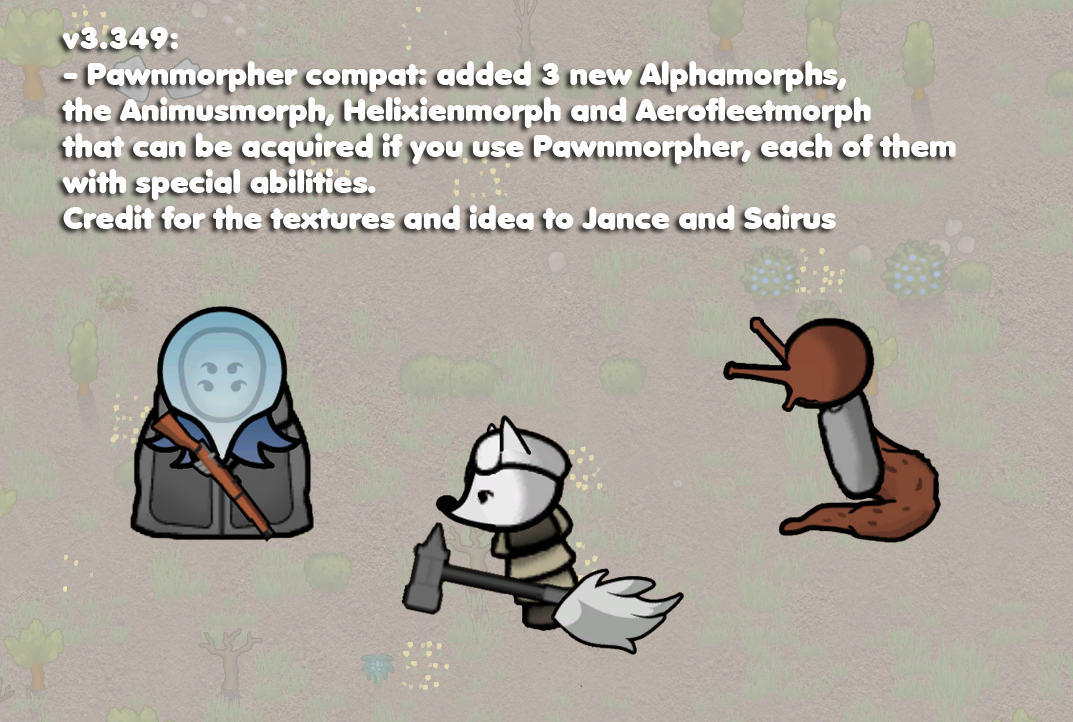 v3.349:
- Pawnmorpher compat: added 3 new Alphamorphs,
the Animusmorph, Helixienmorph and Aerofleetmorph
that can be acquired if you use Pawnmorpher, each of them
with special abilities.
Credit for the textures and idea to Jance and Sairus